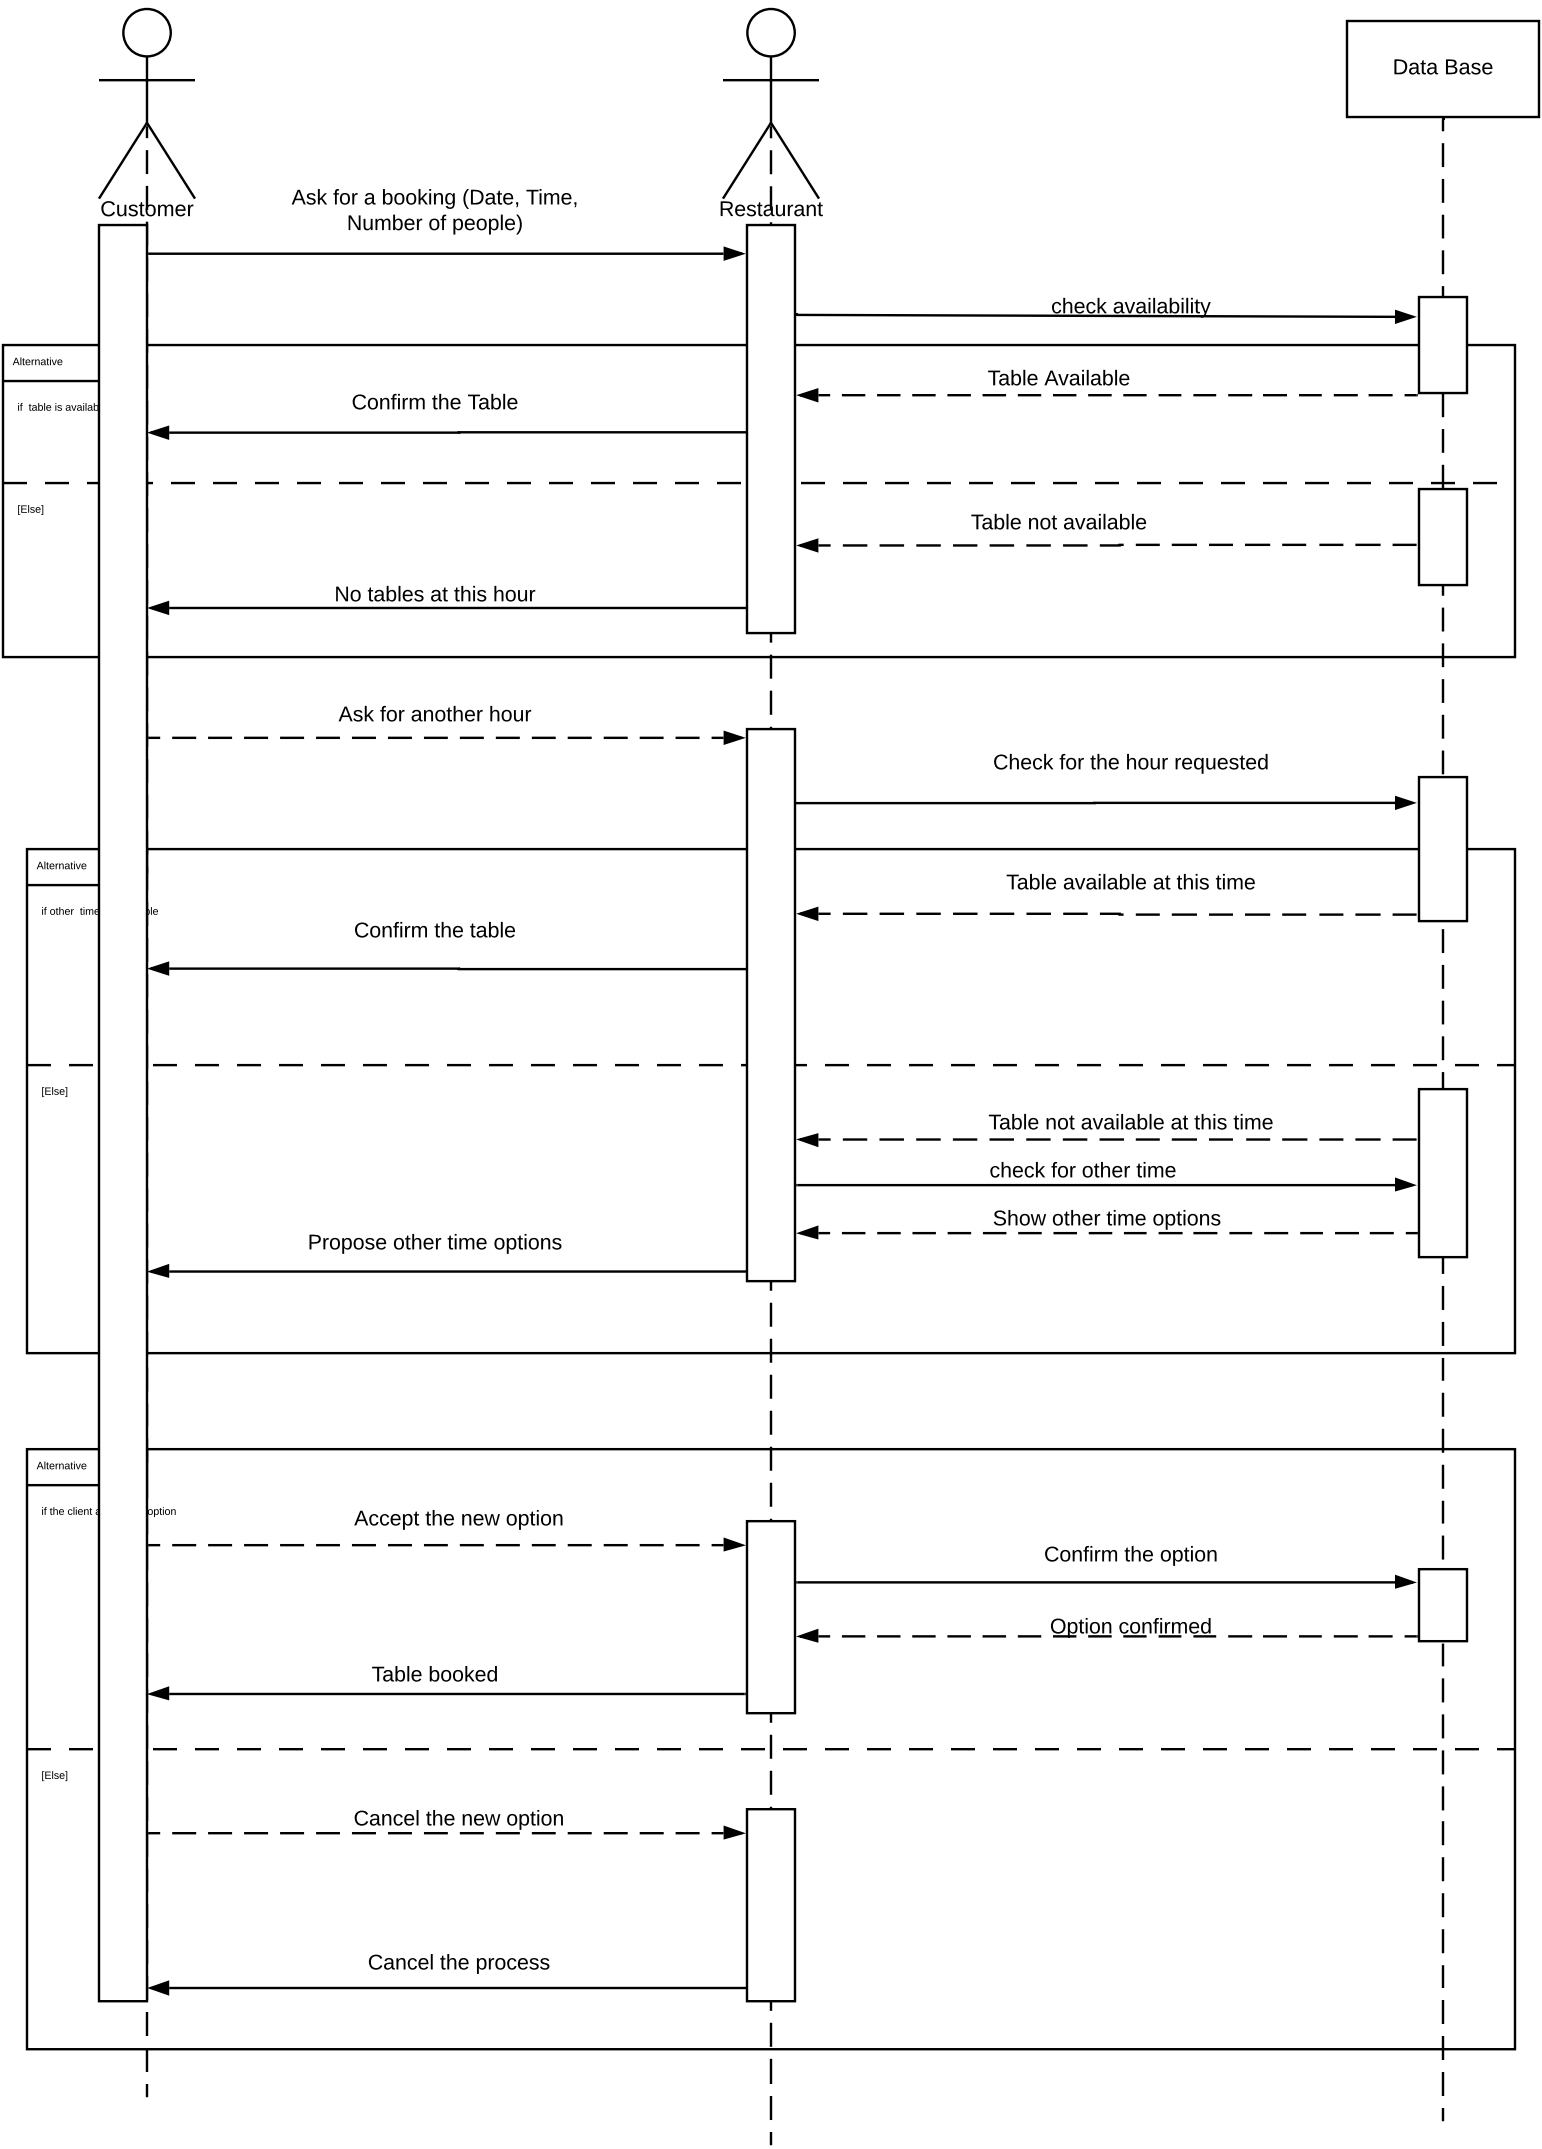 Data Base
Customer
Restaurant
Ask for a booking (Date, Time,
Number of people)
check availability
Alternative
if  table is availab
Table Available
Confirm the Table
[Else]
Table not available
No tables at this hour
Ask for another hour
Check for the hour requested
Alternative
if other  time
Table available at this time
Confirm the table
[Else]
Table not available at this time
check for other time
Show other time options
Propose other time options
Alternative
if the client option
Accept the new option
Confirm the option
Option confirmed
Table booked
[Else]
Cancel the new option
Cancel the process